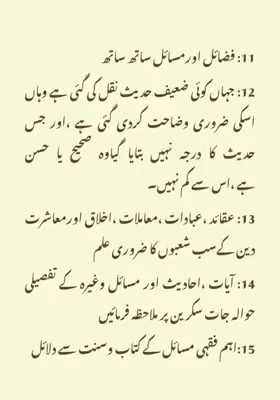 11: فضائل اور مسائل ساتھ ساتھ
12: جہاں کوئی ضعیف حدیث نقل کی گئی ہے وہاں
اسکی ضروری وضاحت کردی گئی ہے ،اور جس
حدیث کا درجہ نہیں بتایا گیا وہ صحیح یا حسن
ہے ،اس سے کم نہیں۔
13: عقائد ،عبادات ،معاملات ،اخلاق اور معاشرت
دین کے سب شعبوں کا ضروری علم
14: آیات ،احادیث اور مسائل وغیرہ کے تفصیلی
حوالہ جات سکرین پر ملاحظہ فرمائیں
15: اہم فقہی مسائل کے کتاب وسنت سے دلائل